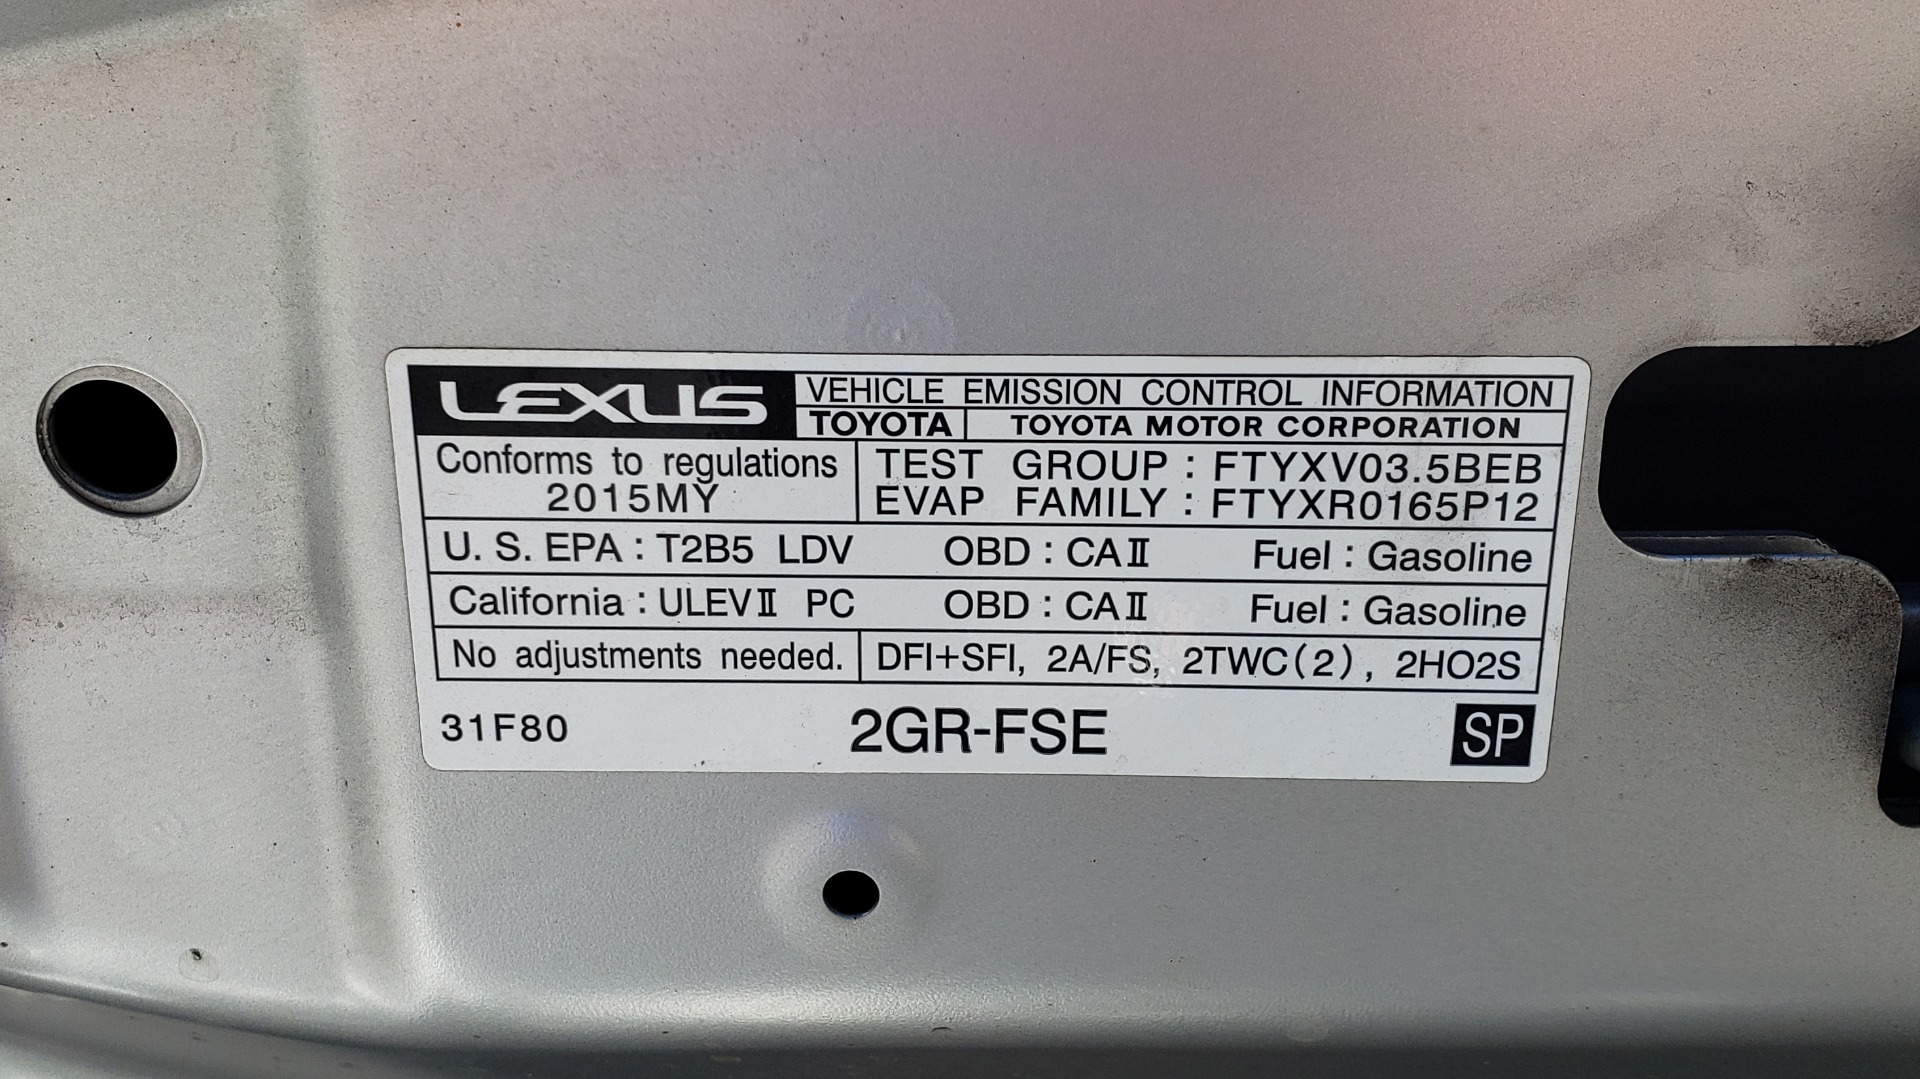 LEXUS VEHICLE EMISSION CONTROL INFORMATION
TOYOTA TOYOTA MOTOR CORPORATION
Conforms to regulations
2015MY
TEST GROUP : FTYXV03.5BEB
EVAP FAMILY : FTYXR0165P12
U. S. EPA : T2B5 LDV OBD : CAⅡ Fuel : Gasoline
California : ULEVⅡ PC OBD : CAⅡ Fuel : Gasoline
No adjustments needed. DFI+SFI, 2A/FS, 2TWC(2), 2HO2S
31F80 2GR-FSE SP